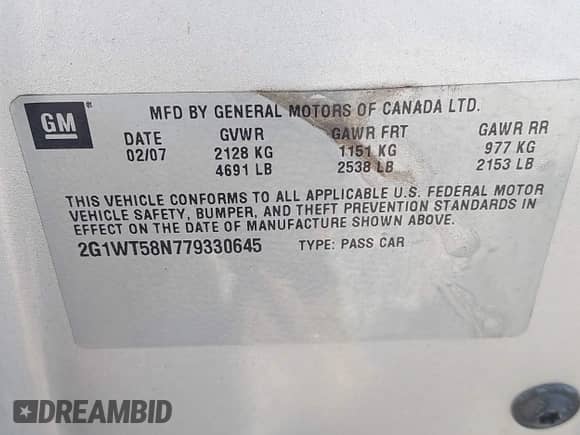 GM ®
MFD BY GENERAL MOTORS OF CANADA LTD.
DATE GVWR GAWR FRT GAWR RR
02/07 2128 KG 1151 KG 977 KG
4691 LB 2538 LB 2153 LB
THIS VEHICLE CONFORMS TO ALL APPLICABLE U.S. FEDERAL MOTOR
VEHICLE SAFETY, BUMPER, AND THEFT PREVENTION STANDARDS IN
EFFECT ON THE DATE OF MANUFACTURE SHOWN ABOVE.
2G1WT58N779330645 TYPE: PASS CAR
DREAMBID